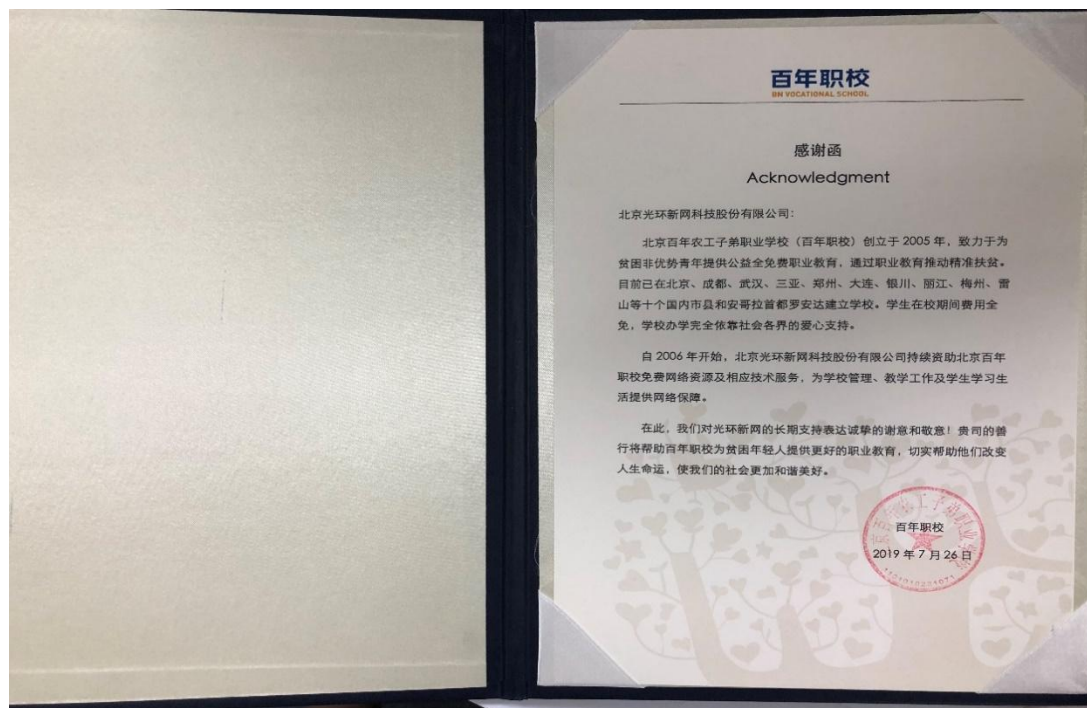 百年职校
BN VOCATIONAL SCHOOL
感谢函
Acknowledgment
北京光环新网科技股份有限公司：
北京百年农工子弟职业学校（百年职校）创立于 2005 年，致力于为
贫困非优势青年提供公益全免费职业教育，通过职业教育推动精准扶贫。
目前已在北京、成都、武汉、三亚、郑州、大连、银川、丽江、梅州、雷
山等十个国内市县和安哥拉首都罗安达建立学校。学生在校期间费用全
免，学校办学完全依靠社会各界的爱心支持。
自 2006 年开始，北京光环新网科技股份有限公司持续资助北京百年
职校免费网络资源及相应技术服务，为学校管理、教学工作及学生学习生
活提供网络保障。
在此，我们对光环新网的长期支持表达诚挚的谢意和敬意！贵司的善
行将帮助百年职校为贫困年轻人提供更好的职业教育，切实帮助他们改变
人生命运，使我们的社会更加和谐美好。
百年职校
2019 年 7 月 26 日